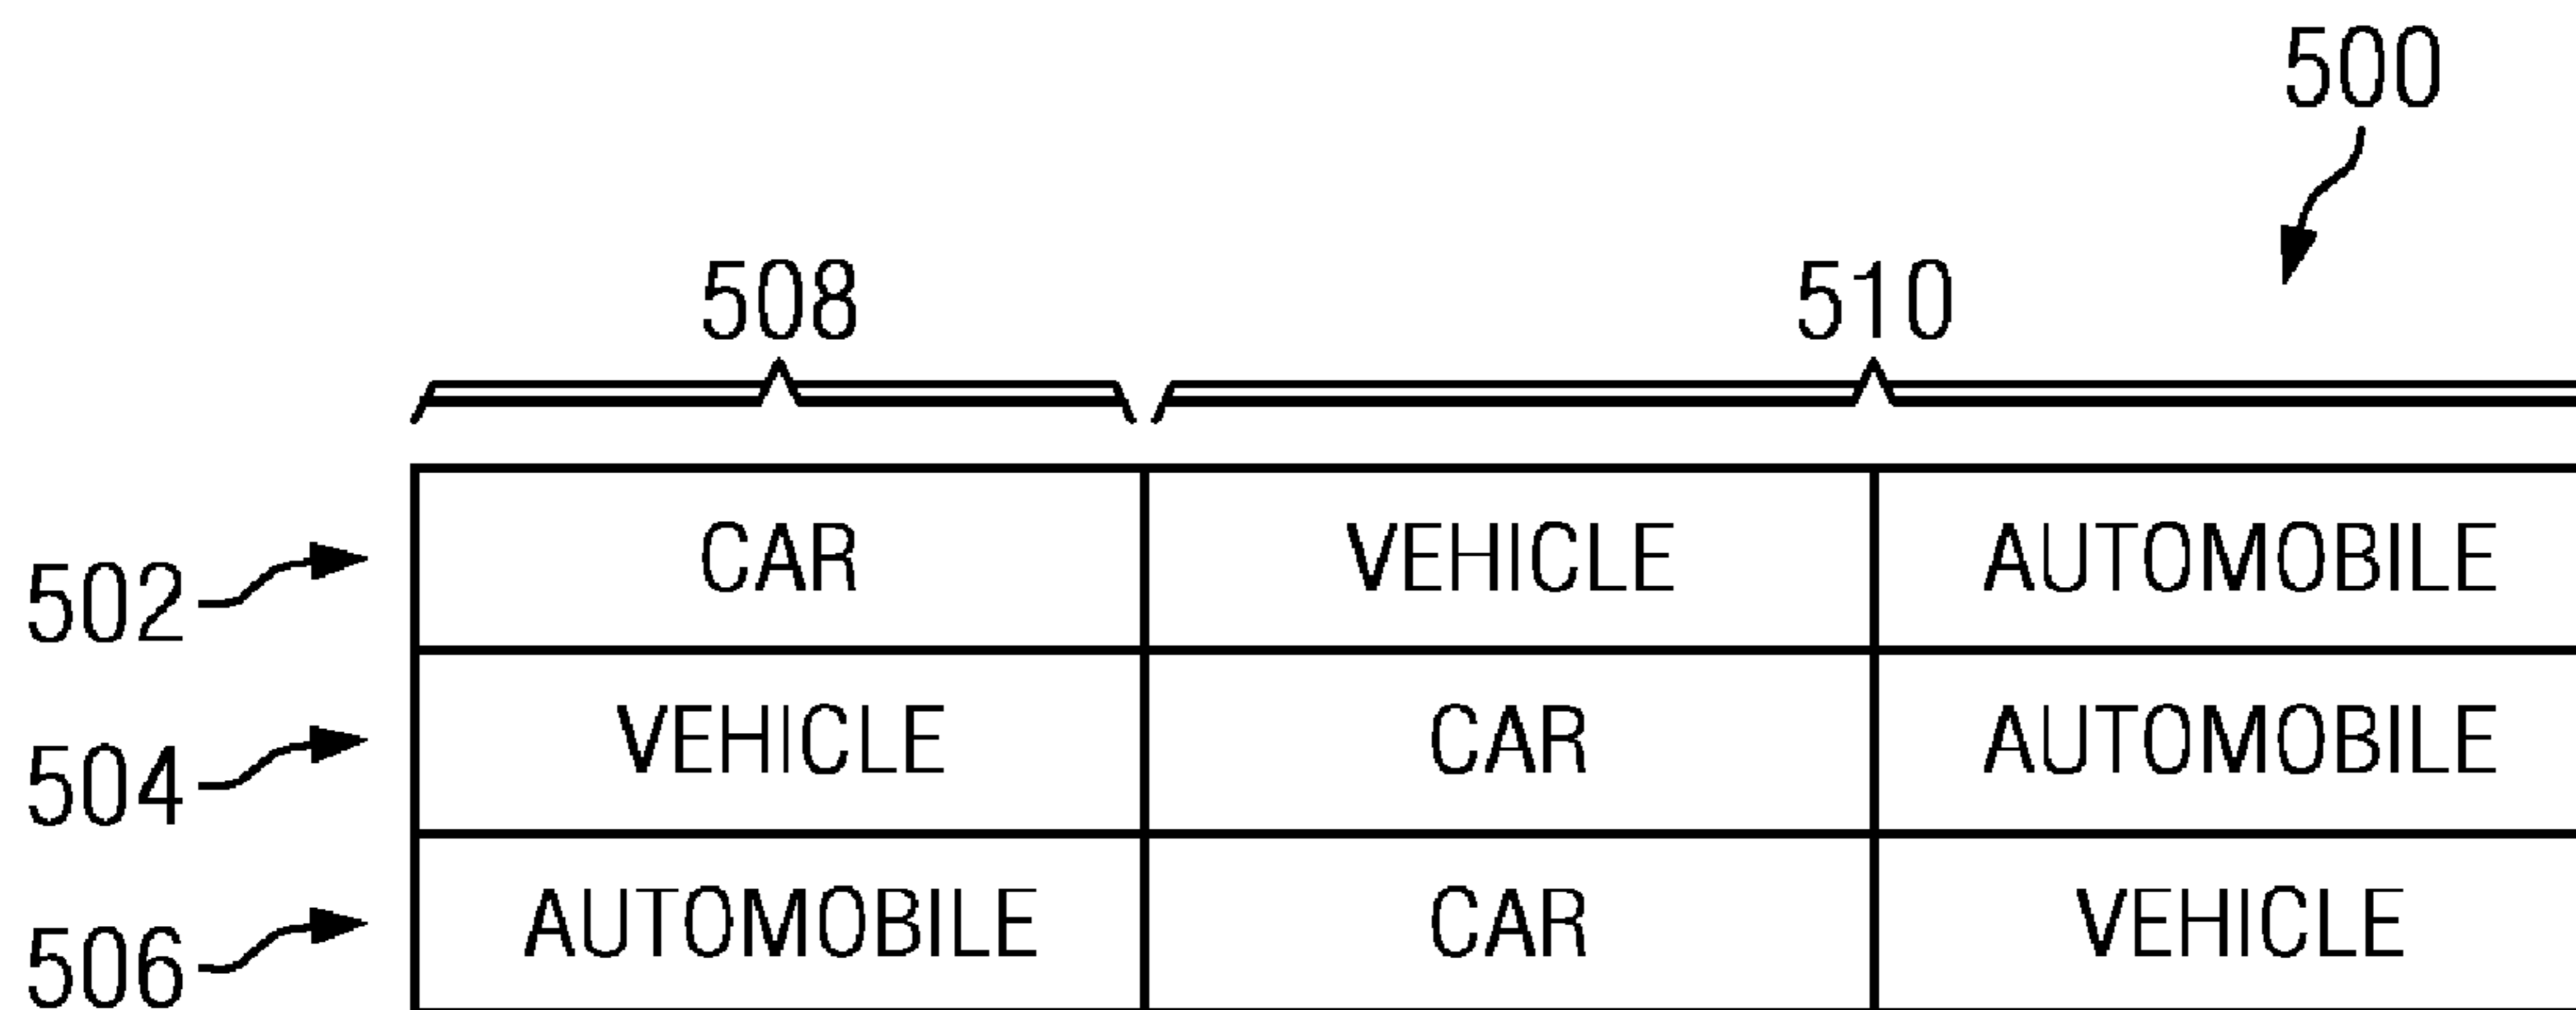 500
508 510
CAR VEHICLE AUTOMOBILE
502
VEHICLE CAR AUTOMOBILE
504
AUTOMOBILE CAR VEHICLE
506